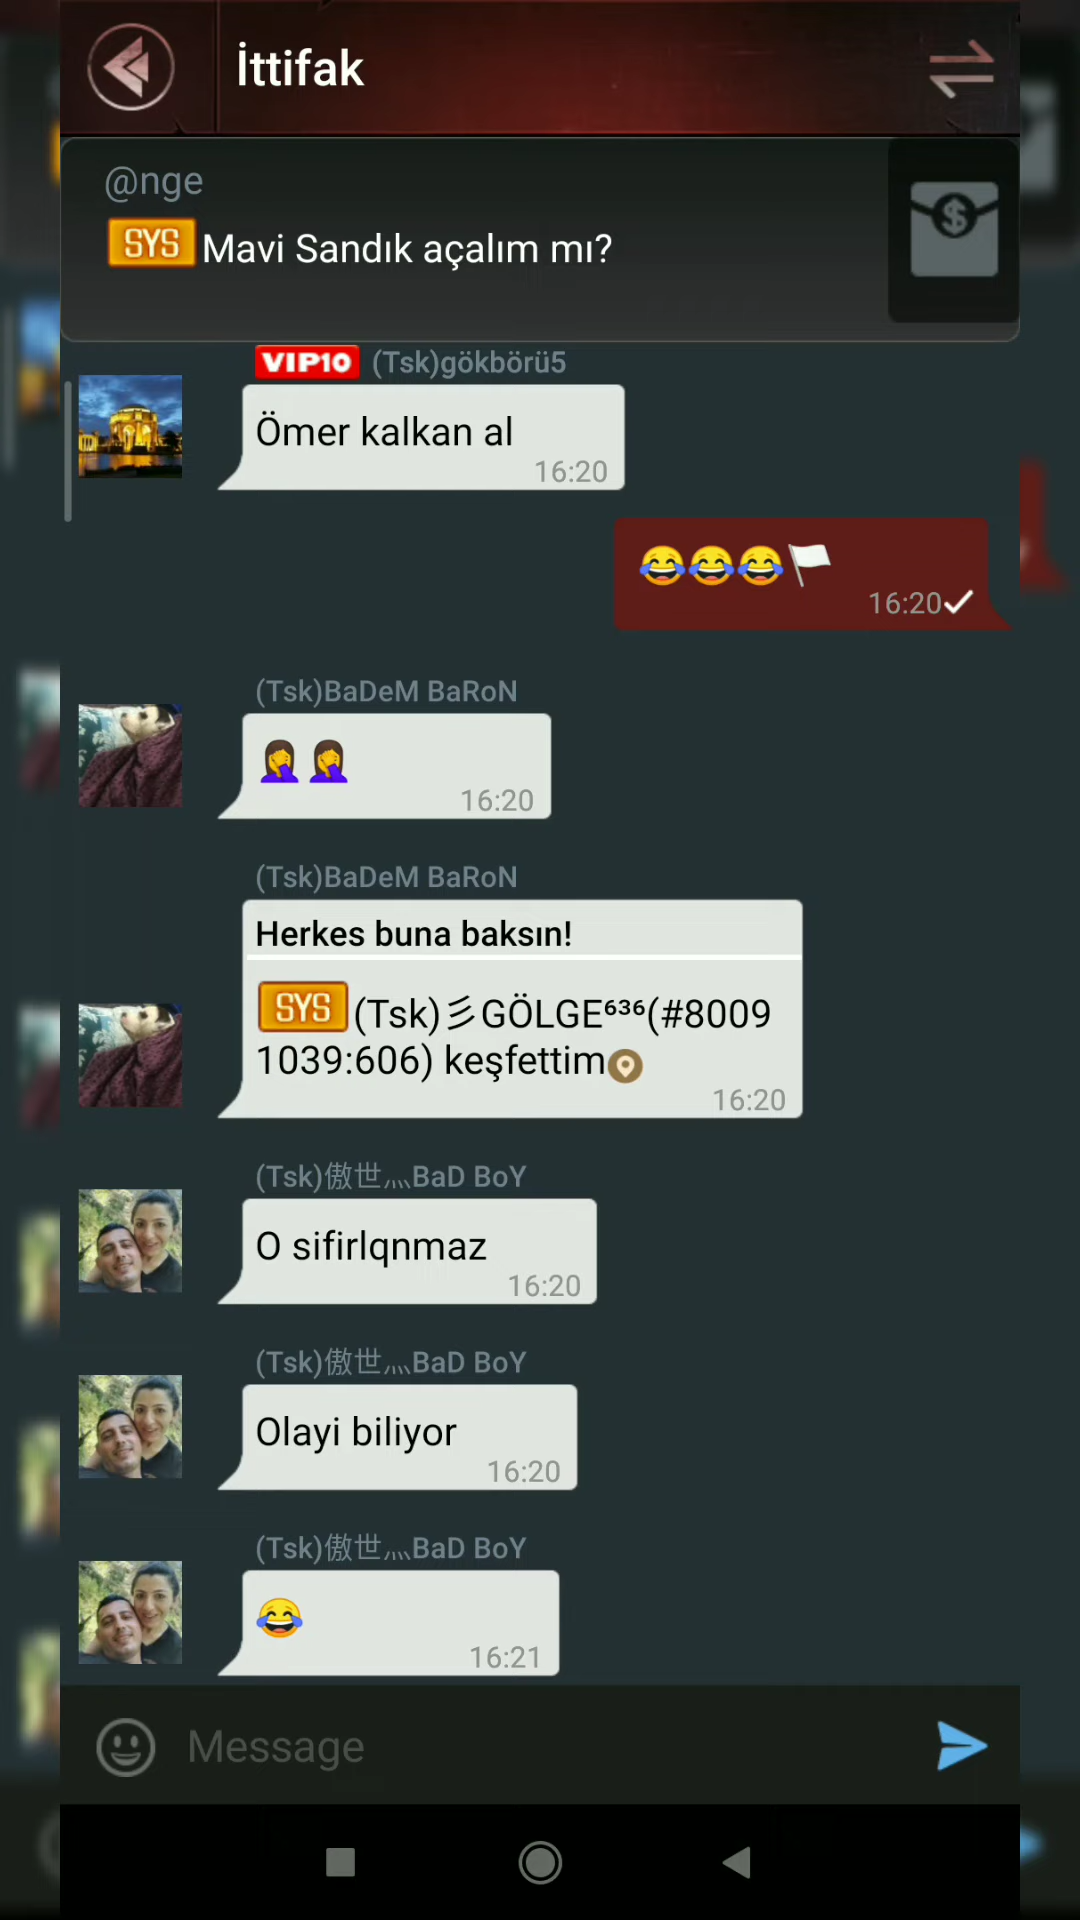 İttifak
@nge
SYS Mavi Sandık açalım mı?
VIP10 (Tsk)gökbörü5
Ömer kalkan al
16:20
😂😂😂🏳
16:20
(Tsk)BaDeM BaRoN
🤦‍♀️🤦‍♀️
16:20
(Tsk)BaDeM BaRoN
Herkes buna baksın!
SYS (Tsk)彡GÖLGE⁶³⁶(#8009
1039:606) keşfettim
16:20
(Tsk)傲世灬BaD BoY
O sifirlqnmaz
16:20
(Tsk)傲世灬BaD BoY
Olayi biliyor
16:20
(Tsk)傲世灬BaD BoY
😂
16:21
Message